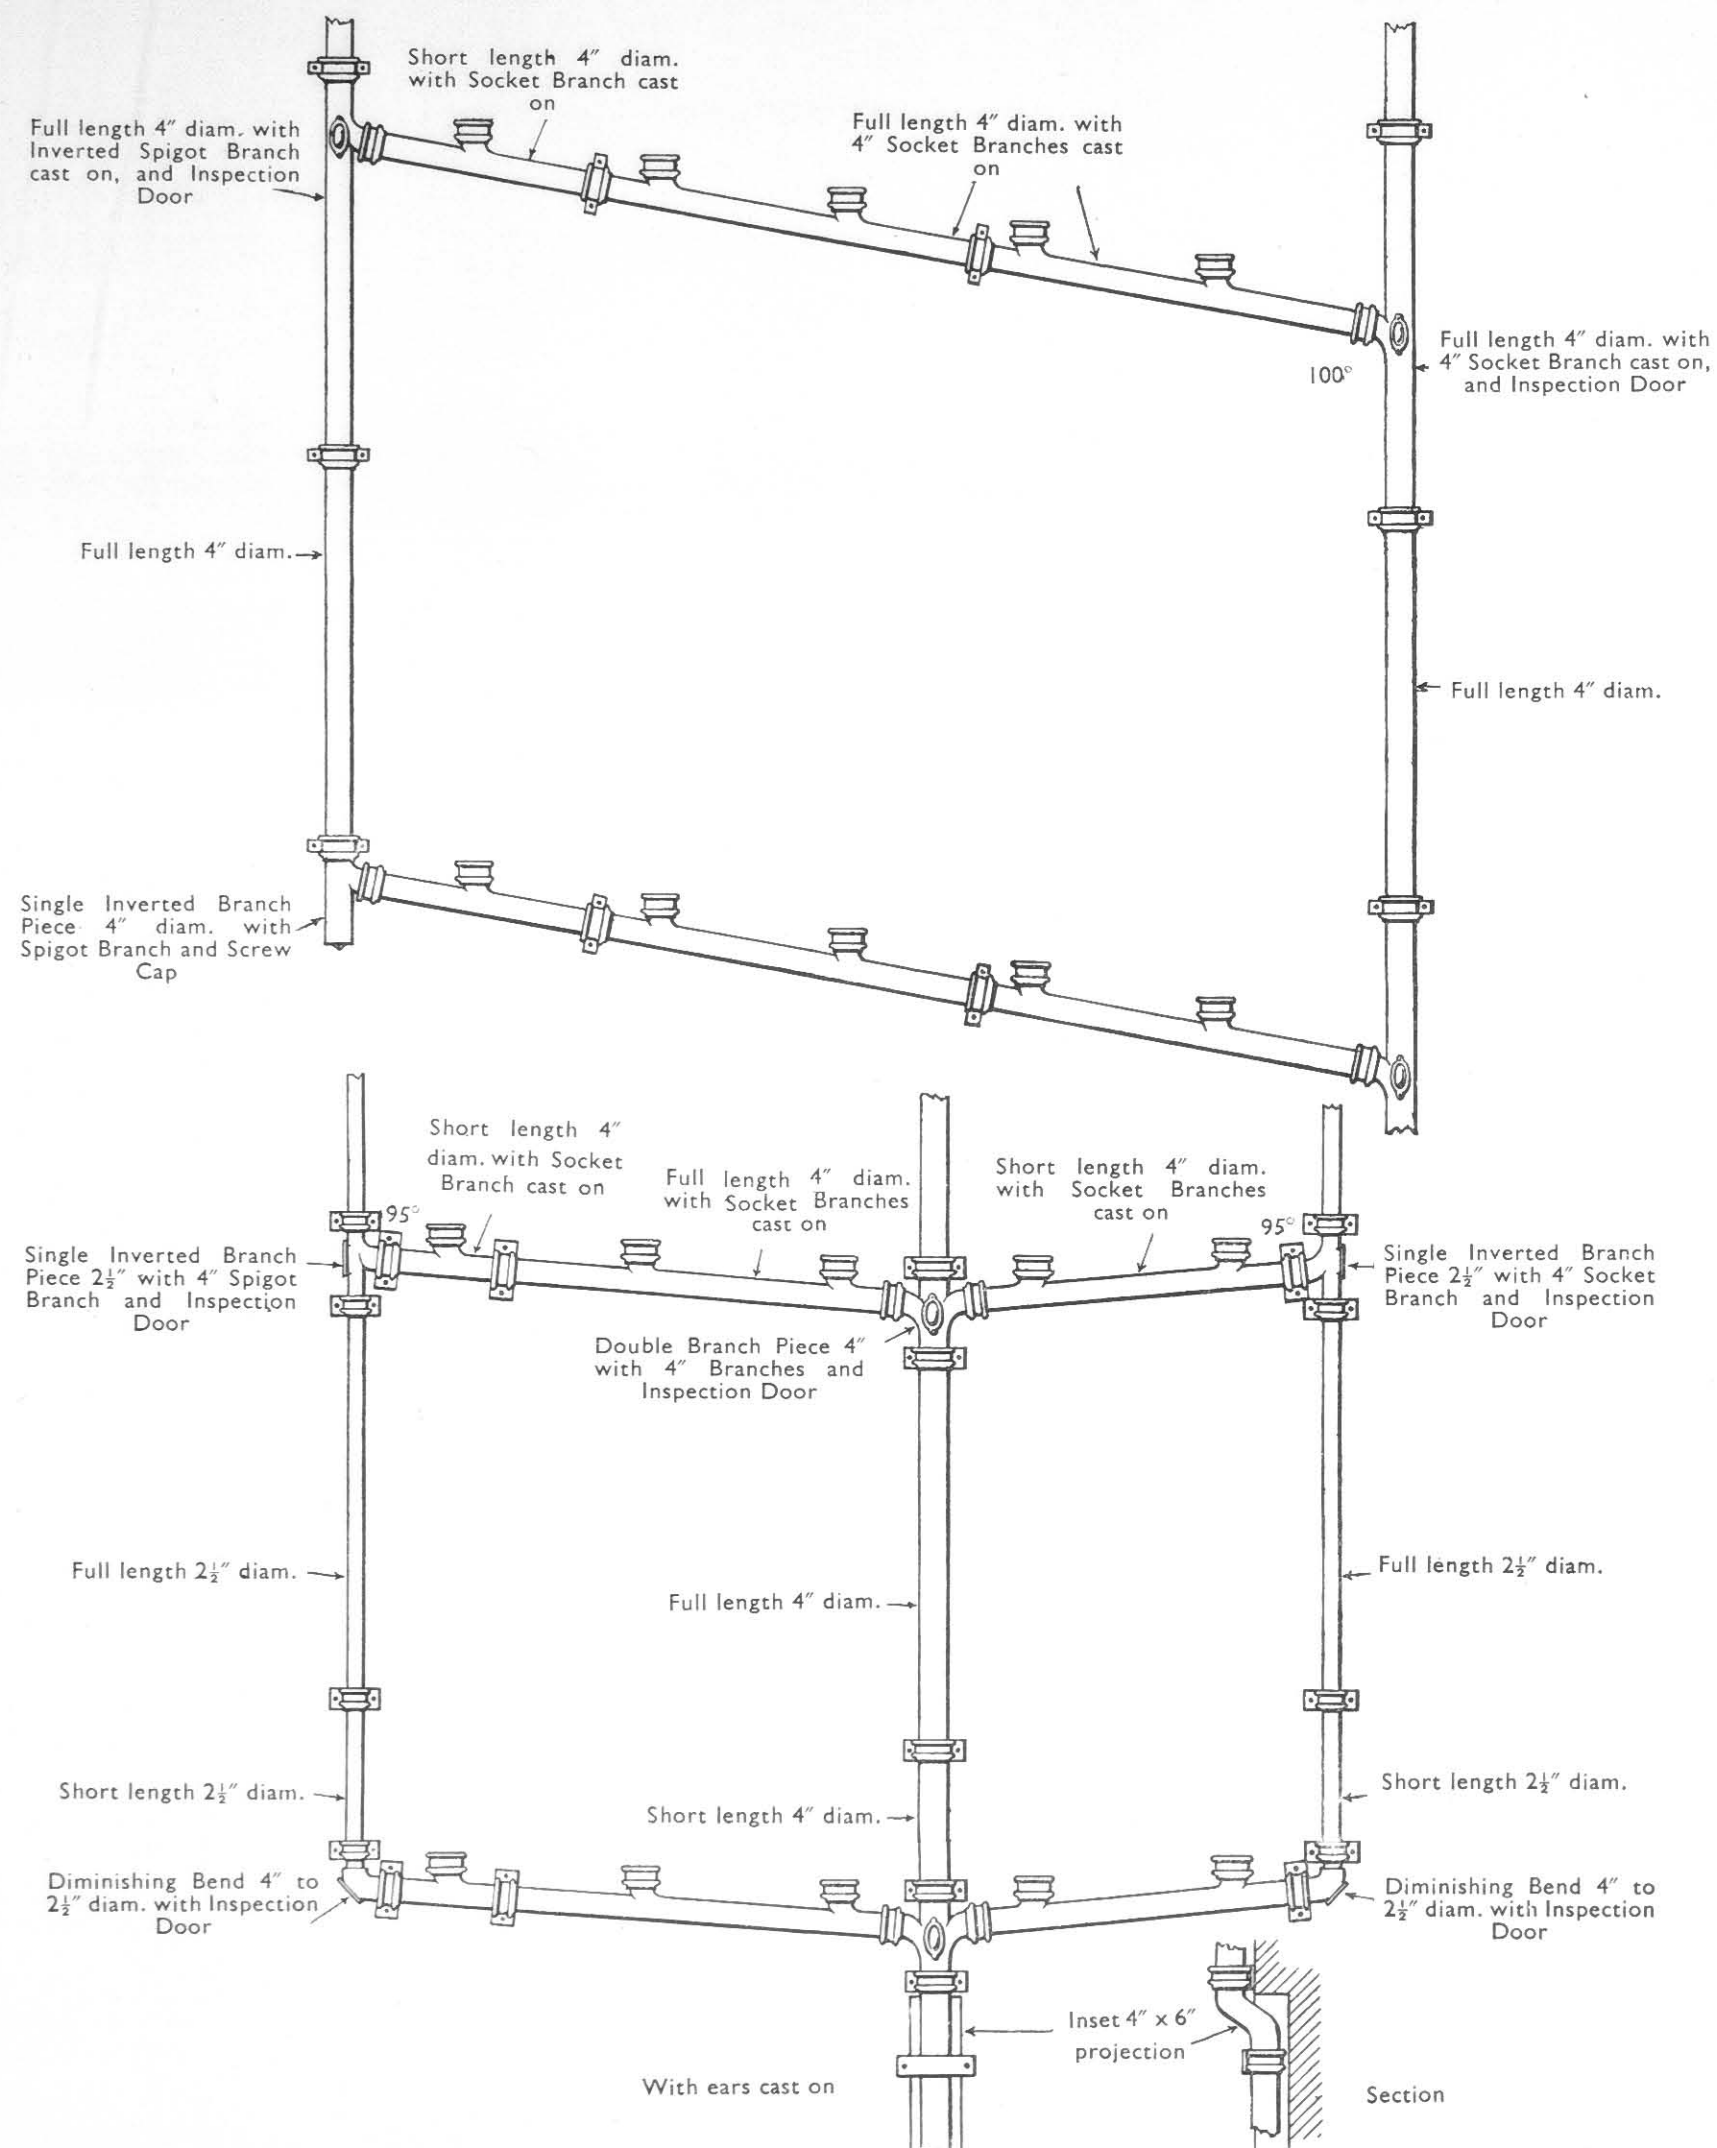 Short length 4″ diam.
with Socket Branch cast
on
Full length 4″ diam. with
Inverted Spigot Branch
cast on, and Inspection
Door
Full length 4″ diam. with
4″ Socket Branches cast
on
100°
Full length 4″ diam. with
4″ Socket Branch cast on,
and Inspection Door
Full length 4″ diam.
Full length 4″ diam.
Single Inverted Branch
Piece 4″ diam. with
Spigot Branch and Screw
Cap
Short length 4″
diam. with Socket
Branch cast on
Full length 4″ diam.
with Socket Branches
cast on
Short length 4″ diam.
with Socket Branches
cast on
95°
95°
Single Inverted Branch
Piece 2½″ with 4″ Spigot
Branch and Inspection
Door
Single Inverted Branch
Piece 2½″ with 4″ Socket
Branch and Inspection
Door
Double Branch Piece 4″
with 4″ Branches and
Inspection Door
Full length 2½″ diam.
Full length 4″ diam.
Full length 2½″ diam.
Short length 2½″ diam.
Short length 4″ diam.
Short length 2½″ diam.
Diminishing Bend 4″ to
2½″ diam. with Inspection
Door
Diminishing Bend 4″ to
2½″ diam. with Inspection
Door
Inset 4″ x 6″
projection
With ears cast on
Section